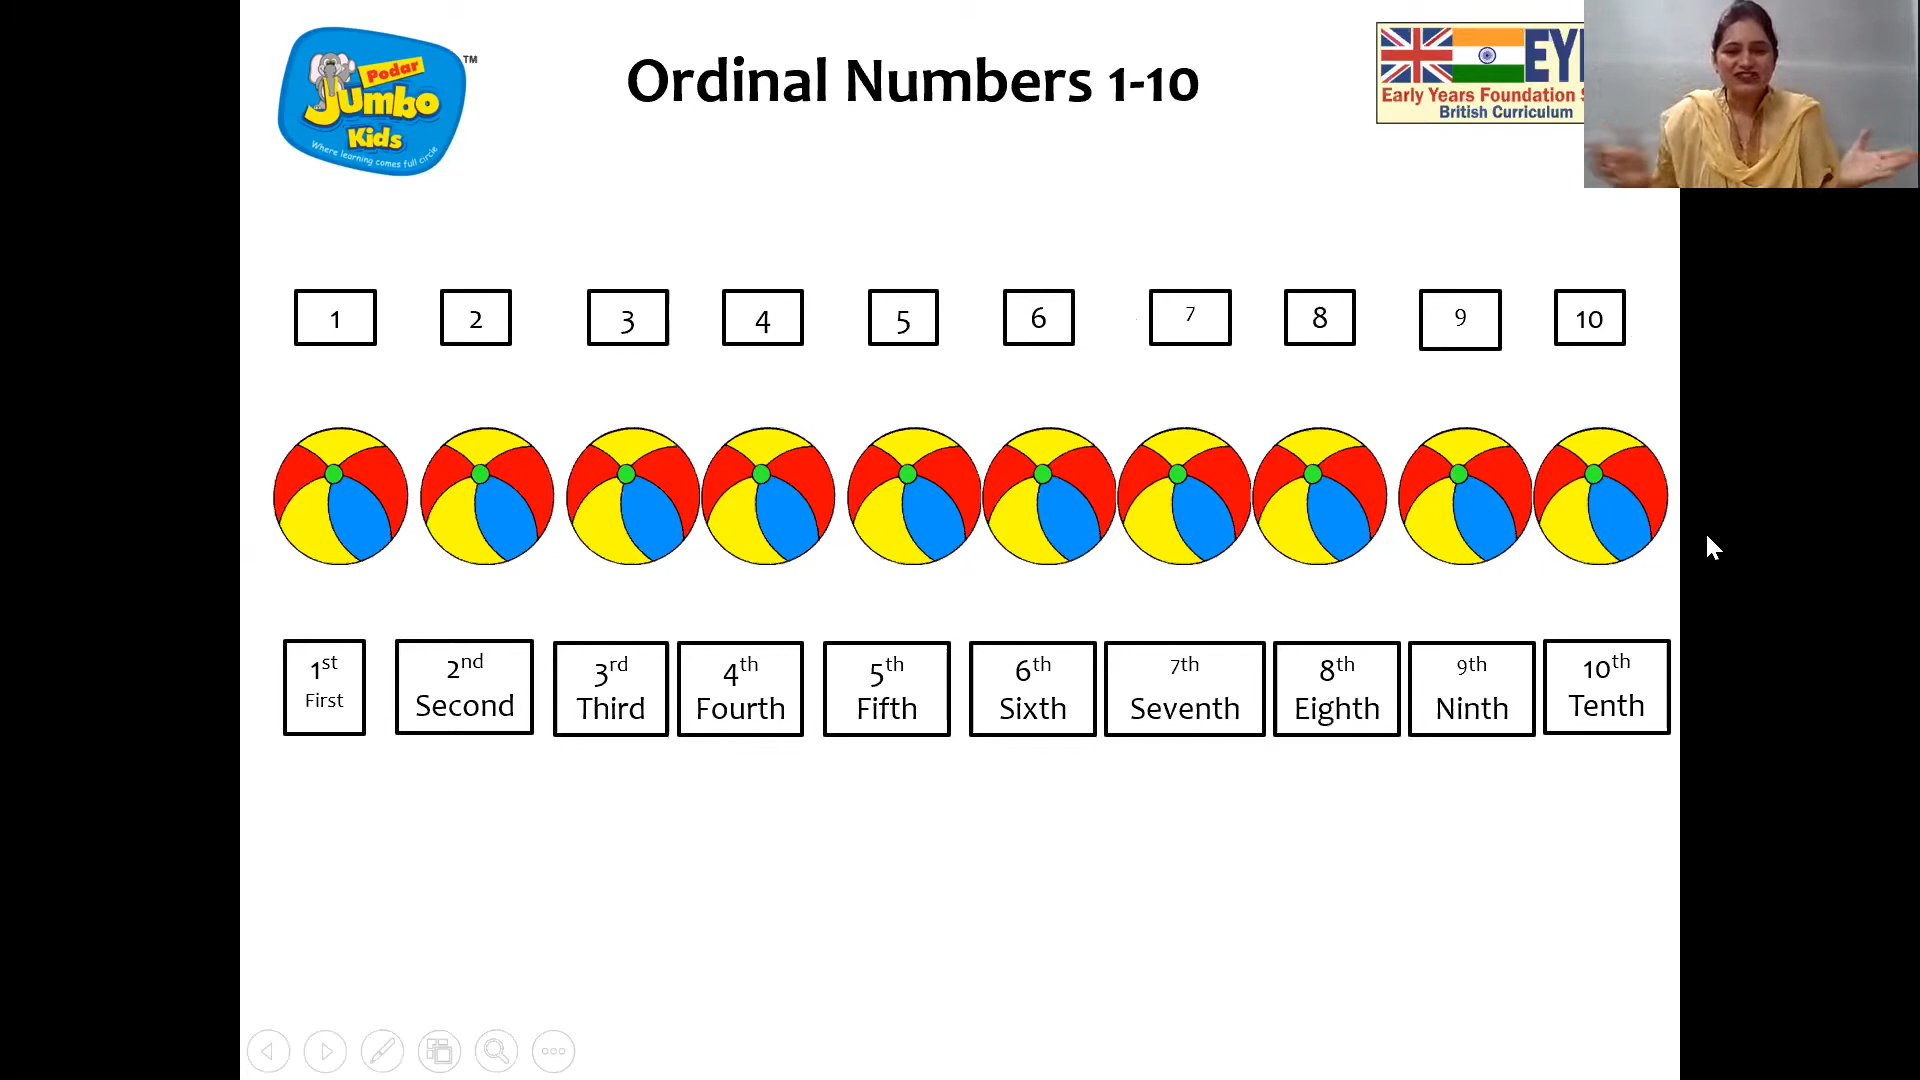 Podar
Jumbo
Kids
Where learning comes full circle
TM
Ordinal Numbers 1-10
Early Years Foundation
British Curriculum
1 2 3 4 5 6 7 8 9 10
1st 2nd 3rd 4th 5th 6th 7th 8th 9th 10th
First Second Third Fourth Fifth Sixth Seventh Eighth Ninth Tenth